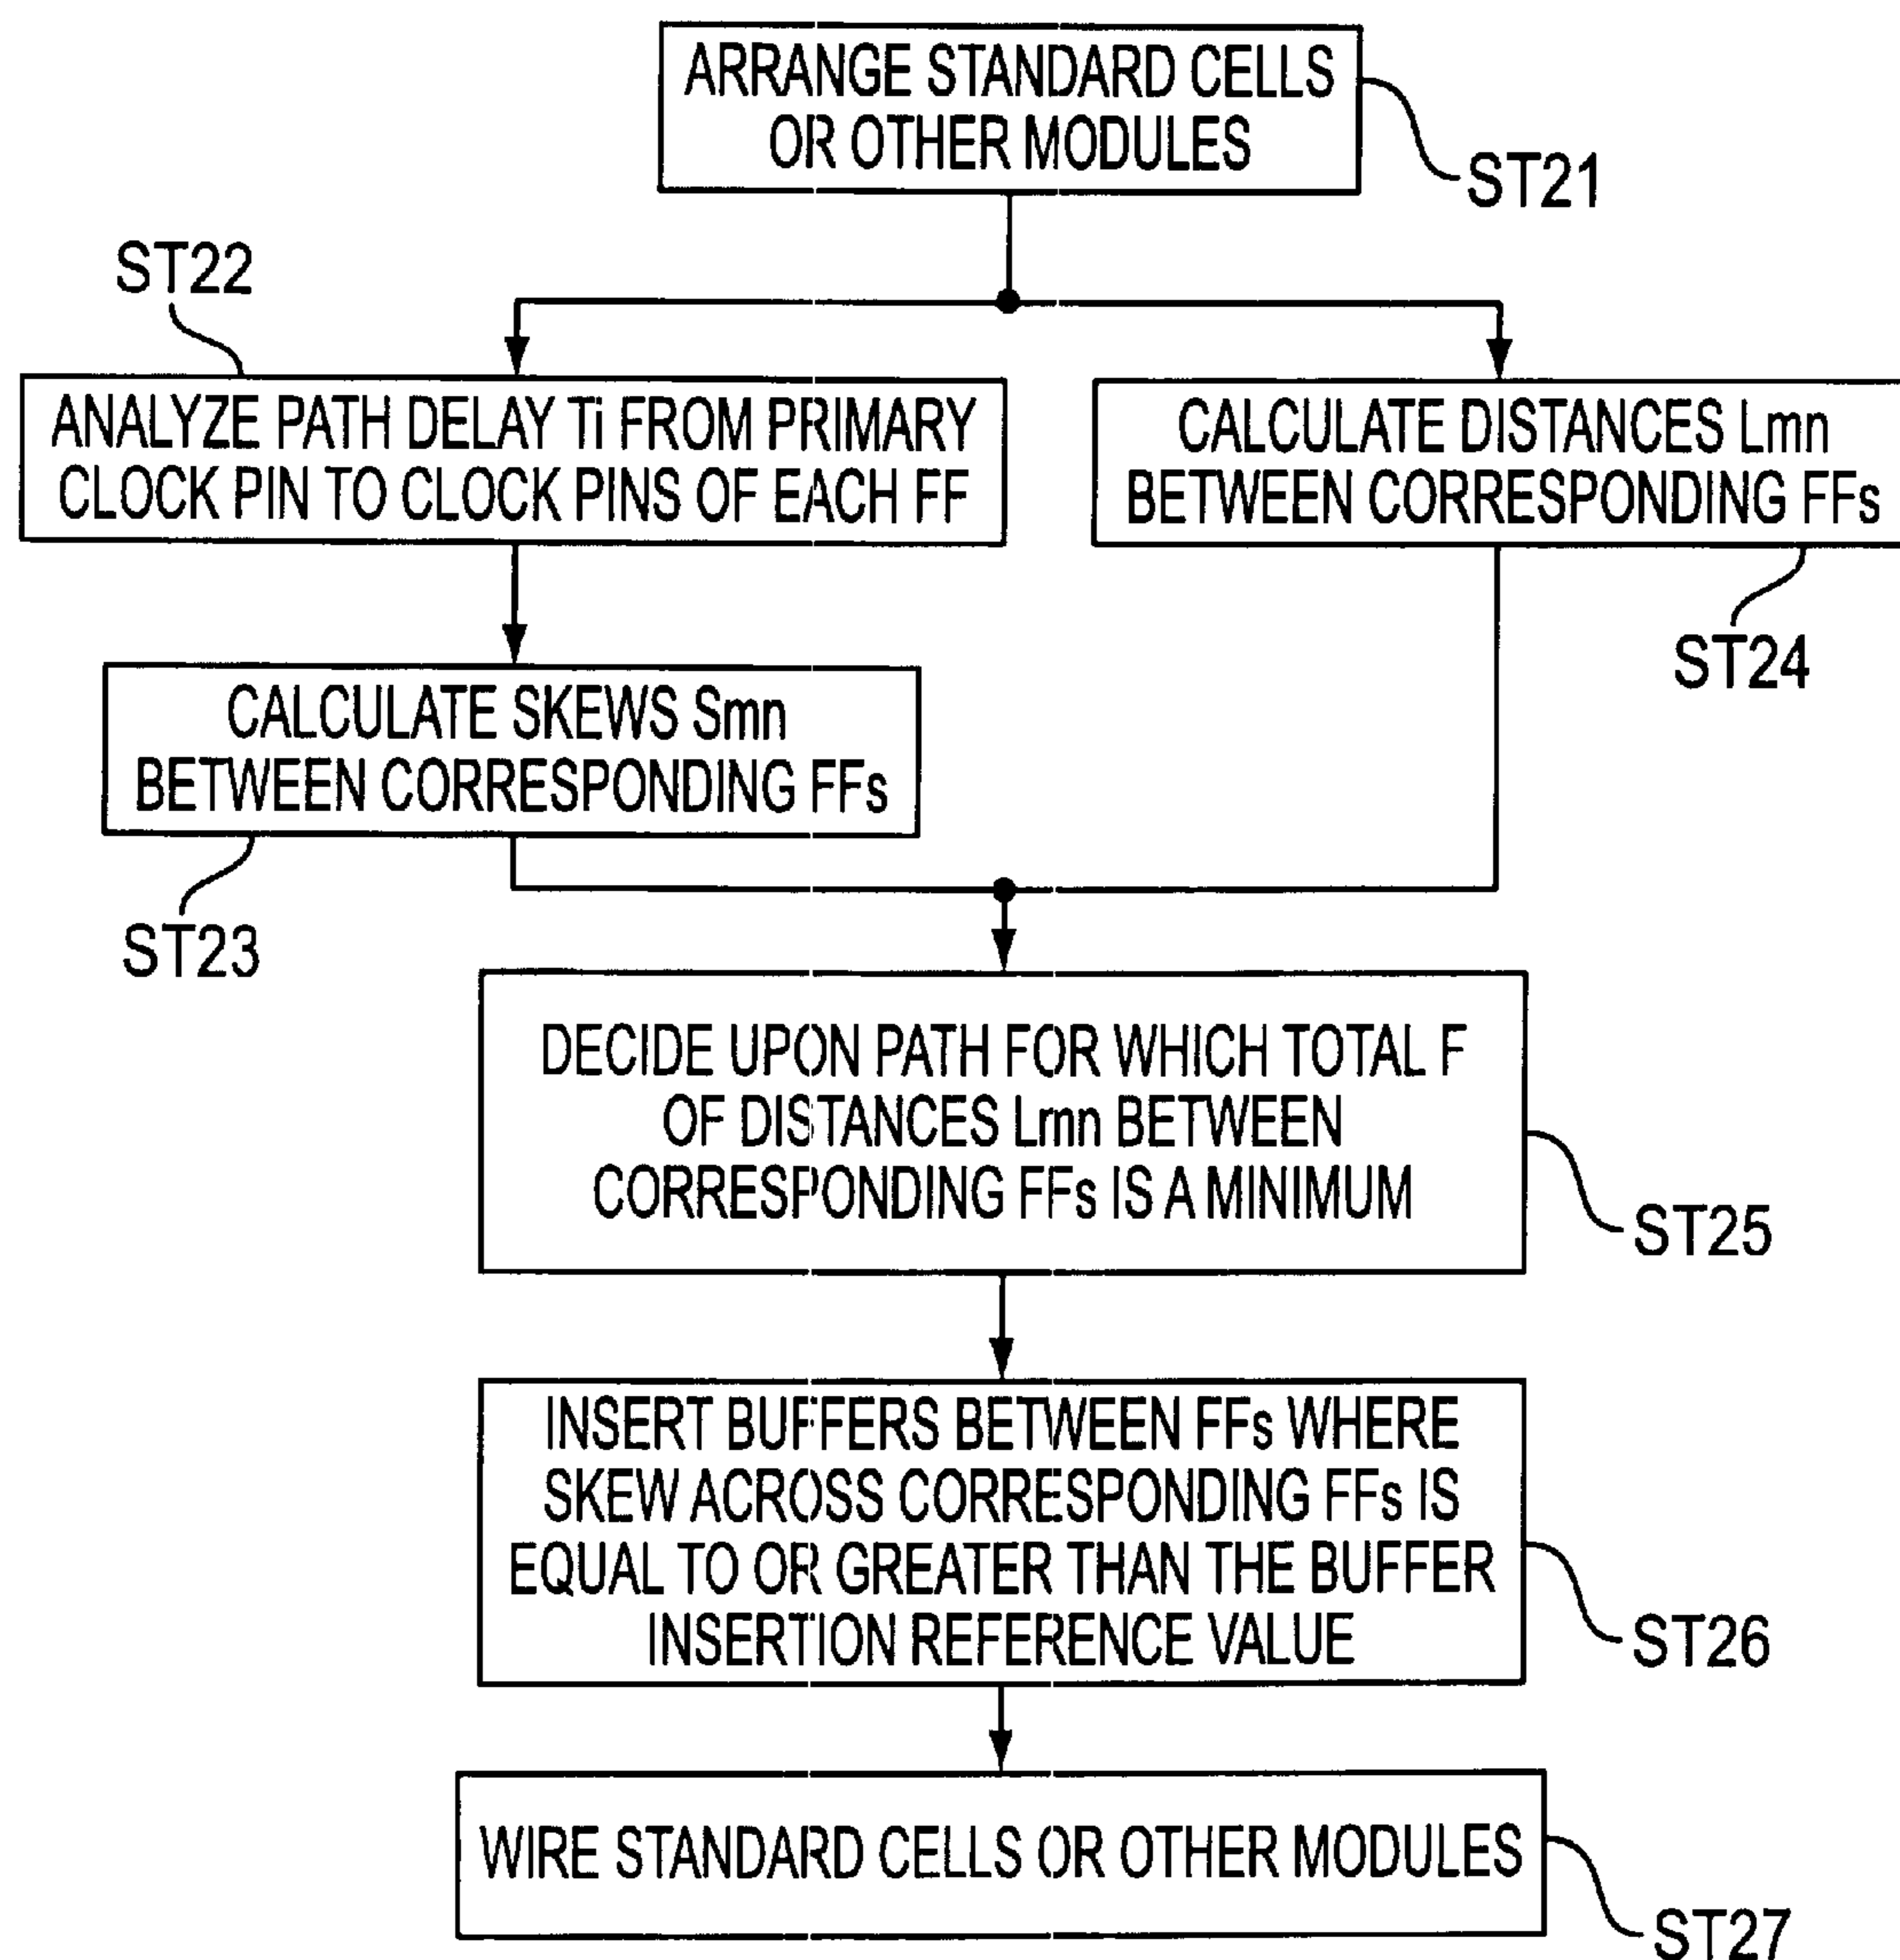 ARRANGE STANDARD CELLS
OR OTHER MODULES
ST21
ST22
ANALYZE PATH DELAY Ti FROM PRIMARY
CLOCK PIN TO CLOCK PINS OF EACH FF
CALCULATE DISTANCES Lmn
BETWEEN CORRESPONDING FFs
ST24
CALCULATE SKEWS Smn
BETWEEN CORRESPONDING FFs
ST23
DECIDE UPON PATH FOR WHICH TOTAL F
OF DISTANCES Lmn BETWEEN
CORRESPONDING FFs IS A MINIMUM
ST25
INSERT BUFFERS BETWEEN FFs WHERE
SKEW ACROSS CORRESPONDING FFs IS
EQUAL TO OR GREATER THAN THE BUFFER
INSERTION REFERENCE VALUE
ST26
WIRE STANDARD CELLS OR OTHER MODULES
ST27